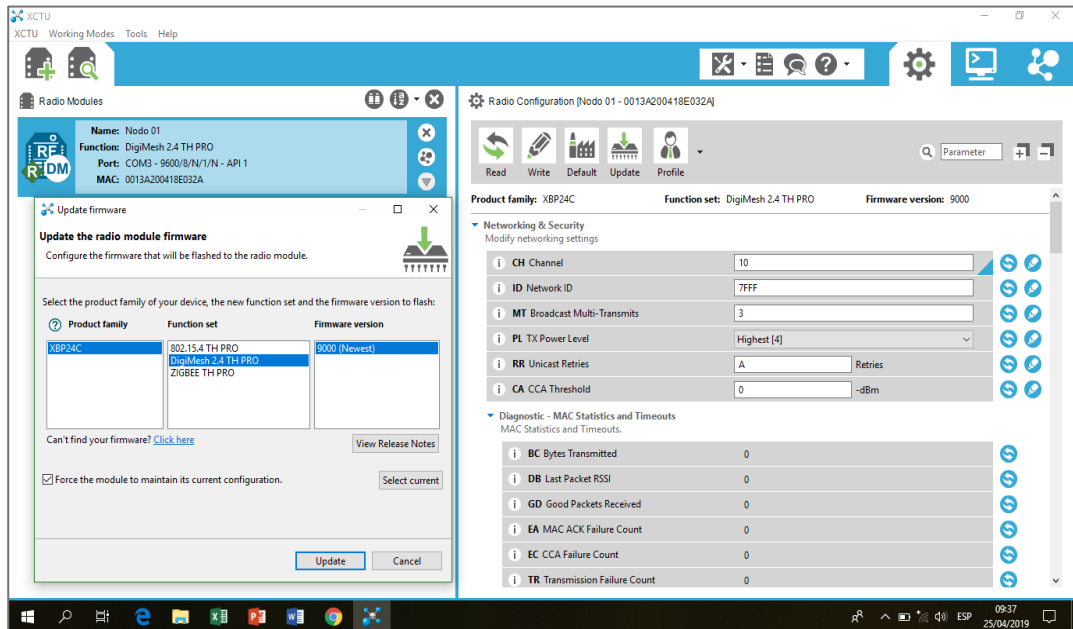 XCTU
XCTU Working Modes Tools Help
Radio Modules
Name: Nodo 01
Function: DigiMesh 2.4 TH PRO
Port: COM3 - 9600/8/N/1/N - API 1
MAC: 0013A200418E032A
RF
R DM
Update firmware
Update the radio module firmware
Configure the firmware that will be flashed to the radio module.
Select the product family of your device, the new function set and the firmware version to flash:
Product family Function set Firmware version
XBP24C 802.15.4 TH PRO 9000 (Newest)
DigiMesh 2.4 TH PRO
ZIGBEE TH PRO
Can't find your firmware? Click here
View Release Notes
Force the module to maintain its current configuration.
Select current
Update Cancel
Radio Configuration [Nodo 01 - 0013A200418E032A]
Read Write Default Update Profile
Parameter
Product family: XBP24C Function set: DigiMesh 2.4 TH PRO Firmware version: 9000
Networking & Security
Modify networking settings
i CH Channel 10
i ID Network ID 7FFF
i MT Broadcast Multi-Transmits 3
i PL TX Power Level Highest [4]
i RR Unicast Retries A Retries
i CA CCA Threshold 0 -dBm
Diagnostic - MAC Statistics and Timeouts
MAC Statistics and Timeouts.
i BC Bytes Transmitted 0
i DB Last Packet RSSI 0
i GD Good Packets Received 0
i EA MAC ACK Failure Count 0
i EC CCA Failure Count 0
i TR Transmission Failure Count 0
ESP
09:37
25/04/2019